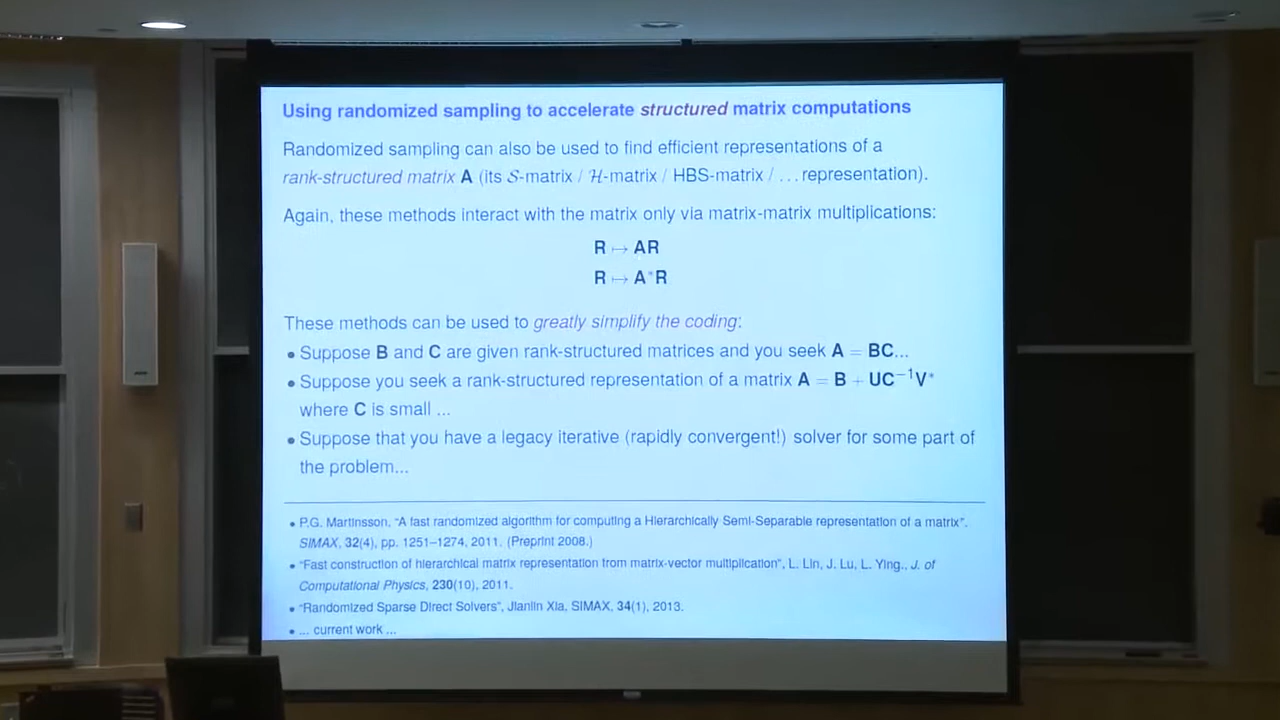 Using randomized sampling to accelerate structured matrix computations
Randomized sampling can also be used to find efficient representations of a
rank-structured matrix A (its S-matrix / H-matrix / HBS-matrix / ... representation).
Again, these methods interact with the matrix only via matrix-matrix multiplications:
R ↦ AR
R ↦ A*R
These methods can be used to greatly simplify the coding:
• Suppose B and C are given rank-structured matrices and you seek A = BC...
• Suppose you seek a rank-structured representation of a matrix A = B + UC⁻¹V*
where C is small ...
• Suppose that you have a legacy iterative (rapidly convergent!) solver for some part of
the problem...
• P.G. Martinsson, "A fast randomized algorithm for computing a Hierarchically Semi-Separable representation of a matrix".
SIMAX, 32(4), pp. 1251–1274, 2011. (Preprint 2008.)
• "Fast construction of hierarchical matrix representation from matrix-vector multiplication", L. Lin, J. Lu, L. Ying., J. of
Computational Physics, 230(10), 2011.
• "Randomized Sparse Direct Solvers", Jianlin Xia, SIMAX, 34(1), 2013.
• ... current work ...